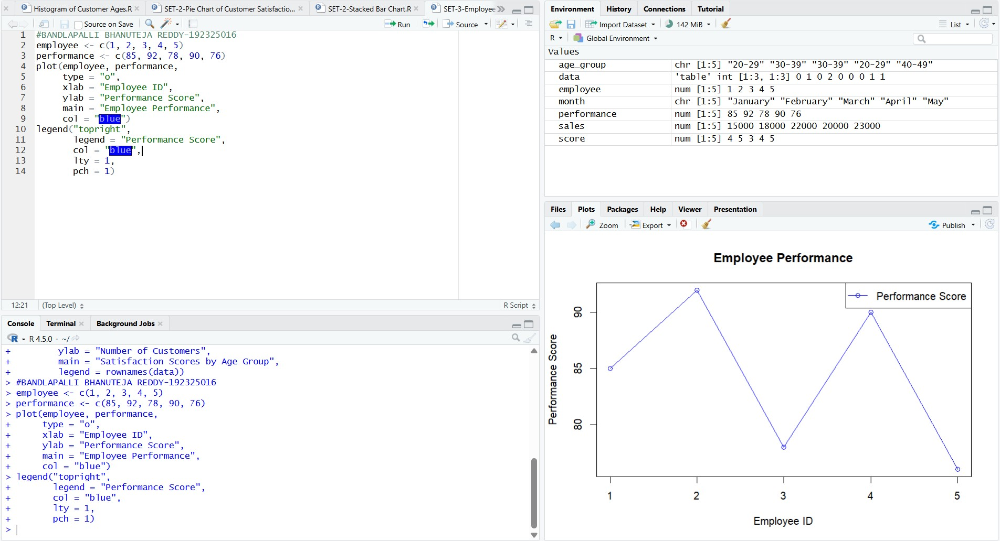 Histogram of Customer Ages.R
SET-2-Pie Chart of Customer Satisfactio...
SET-2-Stacked Bar Chart.R
SET-3-Employee
Source on Save
Run
Source
1 #BANDLAPALLI BHANUTEJA REDDY-192325016
2 employee <- c(1, 2, 3, 4, 5)
3 performance <- c(85, 92, 78, 90, 76)
4 plot(employee, performance,
5 type = "o",
6 xlab = "Employee ID",
7 ylab = "Performance Score",
8 main = "Employee Performance",
9 col = "blue")
10 legend("topright",
11 legend = "Performance Score",
12 col = "blue",
13 lty = 1,
14 pch = 1)
12:21
(Top Level)
R Script
Console
Terminal
Background Jobs
R 4.5.0 · ~/
+ ylab = "Number of Customers",
+ main = "Satisfaction Scores by Age Group",
+ legend = rownames(data))
> #BANDLAPALLI BHANUTEJA REDDY-192325016
> employee <- c(1, 2, 3, 4, 5)
> performance <- c(85, 92, 78, 90, 76)
> plot(employee, performance,
+ type = "o",
+ xlab = "Employee ID",
+ ylab = "Performance Score",
+ main = "Employee Performance",
+ col = "blue")
> legend("topright",
+ legend = "Performance Score",
+ col = "blue",
+ lty = 1,
+ pch = 1)
>
Environment
History
Connections
Tutorial
Import Dataset
142 MiB
List
R
Global Environment
Values
age_group chr [1:5] "20-29" "30-39" "30-39" "20-29" "40-49"
data 'table' int [1:3, 1:3] 0 1 0 2 0 0 0 1 1
employee num [1:5] 1 2 3 4 5
month chr [1:5] "January" "February" "March" "April" "May"
performance num [1:5] 85 92 78 90 76
sales num [1:5] 15000 18000 22000 20000 23000
score num [1:5] 4 5 3 4 5
Files
Plots
Packages
Help
Viewer
Presentation
Zoom
Export
Publish
Employee Performance
Performance Score
Performance Score
90
85
80
1 2 3 4 5
Employee ID